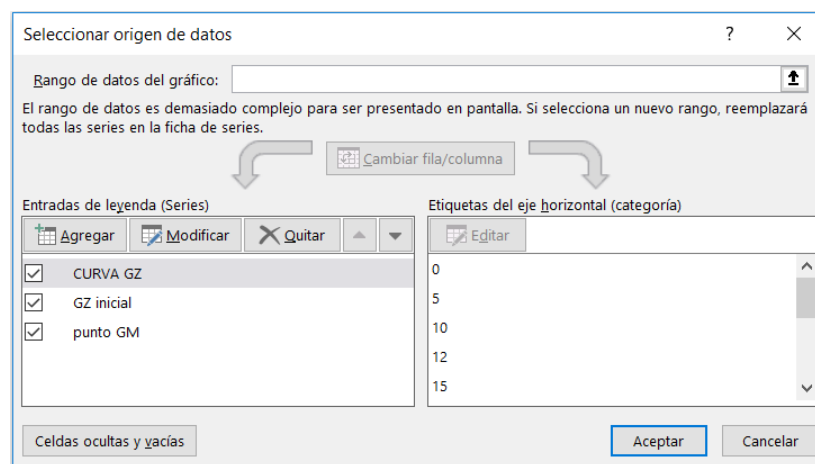 Seleccionar origen de datos
?
Rango de datos del gráfico:
El rango de datos es demasiado complejo para ser presentado en pantalla. Si selecciona un nuevo rango, reemplazará
todas las series en la ficha de series.
Cambiar fila/columna
Entradas de leyenda (Series)
Agregar
Modificar
Quitar
CURVA GZ
GZ inicial
punto GM
Etiquetas del eje horizontal (categoría)
Editar
0
5
10
12
15
Celdas ocultas y vacías
Aceptar
Cancelar